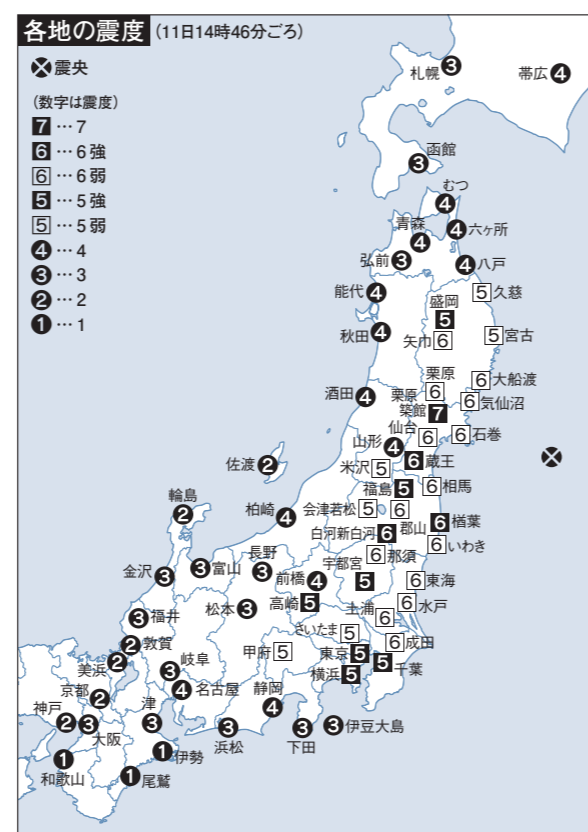 各地の震度 (11日14時46分ごろ)
震央
(数字は震度)
7…7
6…6強
6…6弱
5…5強
5…5弱
4…4
3…3
2…2
1…1
札幌 3
帯広 4
函館 3
むつ 4
青森 4
4 六ヶ所
弘前 3
4 八戸
能代 4
5 久慈
盛岡 5
秋田 4
矢巾 6
5 宮古
栗原 6
6 大船渡
酒田 4
栗原築館 7
6 気仙沼
仙台 6
6 石巻
山形 4
米沢 5
6 蔵王
佐渡 2
福島 5
6 相馬
輪島 2
柏崎 4
会津若松 5
6 郡山
6 楢葉
白河新白河 6
6 いわき
長野 3
6 那須
宇都宮 5
金沢 3
3 富山
前橋 4
6 東海
松本 3
高崎 5
6 水戸
土浦 6
3 福井
さいたま 5
6 成田
2 敦賀
甲府 5
東京 5
5 千葉
美浜 2
岐阜 3
横浜 5
京都 2
4 名古屋
静岡 4
神戸 2
3 大阪
津 3
3 浜松
3 下田
3 伊豆大島
1 伊勢
1 和歌山
1 尾鷲